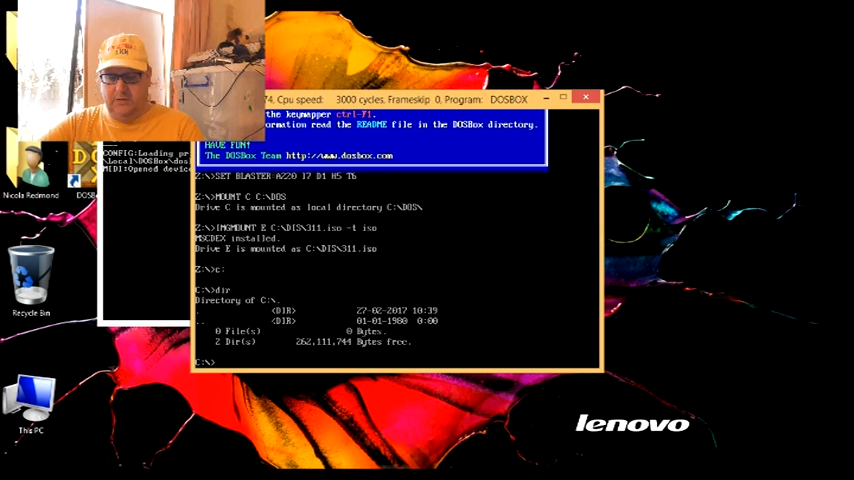 74, Cpu speed: 3000 cycles, Frameskip 0, Program: DOSBOX
the keymapper ctrl-F1.
formation read the README file in the DOSBox directory.
HAVE FUN!
The DOSBox Team http://www.dosbox.com
Z:\>SET BLASTER=A220 I7 D1 H5 T6
Z:\>MOUNT C C:\DOS
Drive C is mounted as local directory C:\DOS\
Z:\>IMGMOUNT E C:\DIS\311.iso -t iso
MSCDEX installed.
Drive E is mounted as C:\DIS\311.iso
Z:\>c:
C:\>dir
Directory of C:\.
. <DIR> 27-02-2017 10:39
.. <DIR> 01-01-1980 0:00
0 File(s) 0 Bytes.
2 Dir(s) 262,111,744 Bytes free.
C:\>
CONFIG:Loading pr
\Local\DOSBox\dos
MIDI:Opened devic
Nicola Redmond
DOSB
Recycle Bin
This PC
lenovo